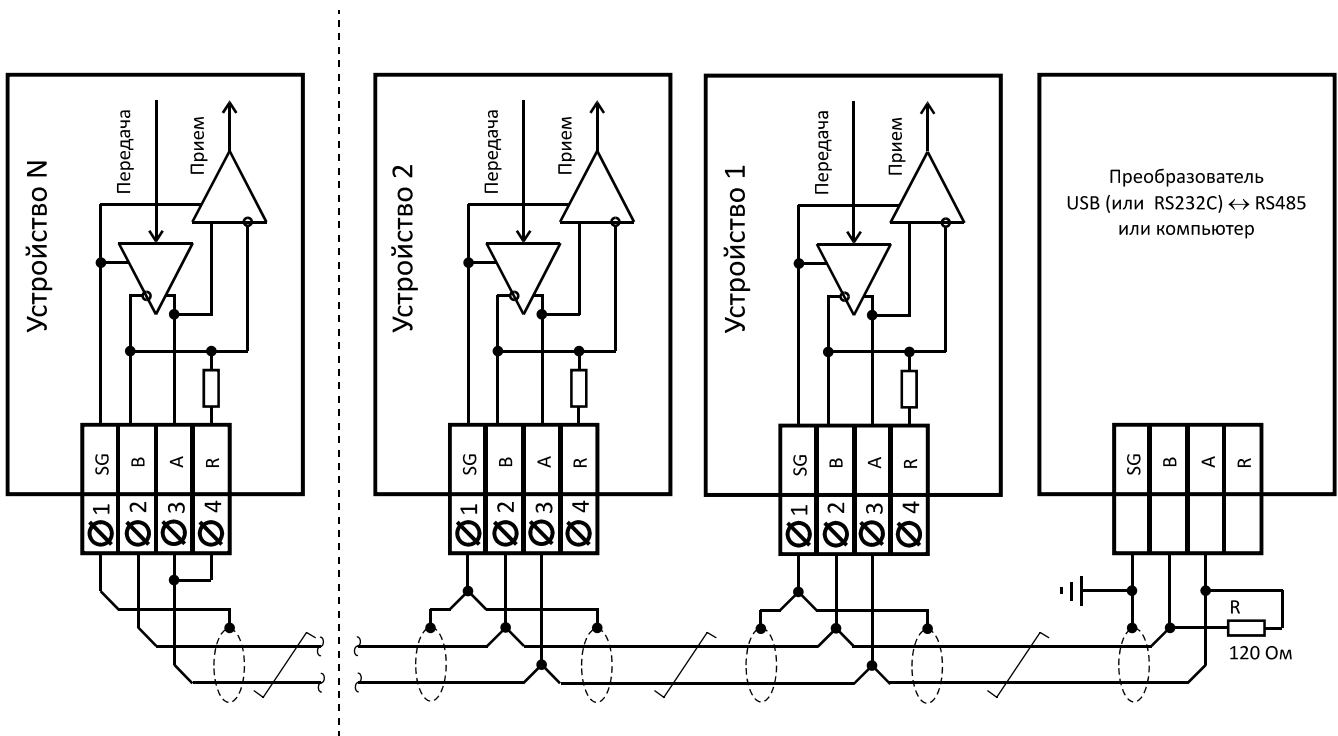 Устройство N
Передача
Прием
SG
B
A
R
1
2
3
4
Устройство 2
Передача
Прием
SG
B
A
R
1
2
3
4
Устройство 1
Передача
Прием
SG
B
A
R
1
2
3
4
Преобразователь
USB (или RS232C) ↔ RS485
или компьютер
SG
B
A
R
R
120 Ом